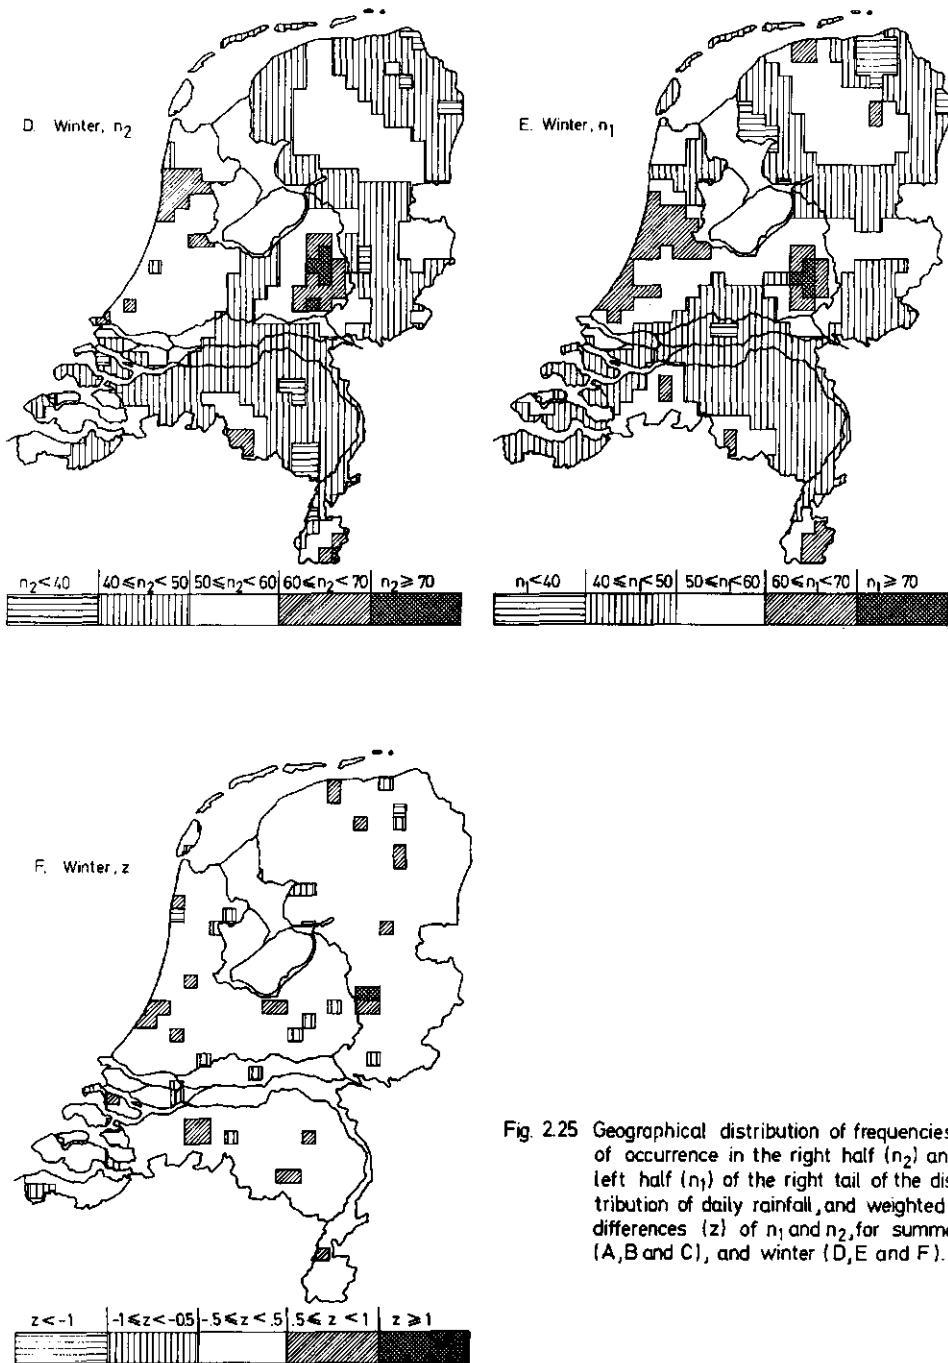 D. Winter, n₂
E. Winter, n₁
n₂ < 40 40 ≤ n₂ < 50 50 ≤ n₂ < 60 60 ≤ n₂ < 70 n₂ ≥ 70
n₁ < 40 40 ≤ n₁ < 50 50 ≤ n₁ < 60 60 ≤ n₁ < 70 n₁ ≥ 70
F. Winter, z
z < -1 -1 ≤ z < -0.5 -.5 ≤ z < .5 .5 ≤ z < 1 z ≥ 1
Fig. 2.25 Geographical distribution of frequencies
of occurrence in the right half (n₂) an
left half (n₁) of the right tail of the dis
tribution of daily rainfall, and weighted
differences (z) of n₁ and n₂, for summe
(A, B and C), and winter (D, E and F).